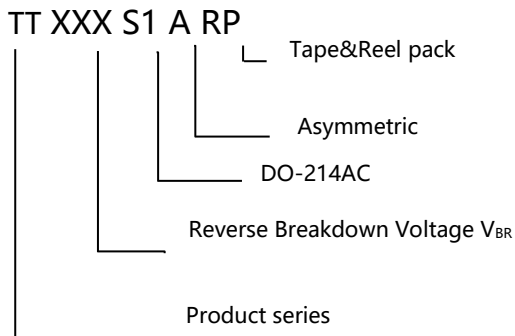 TT XXX S1 A RP
Tape&Reel pack
Asymmetric
DO-214AC
Reverse Breakdown Voltage VBR
Product series